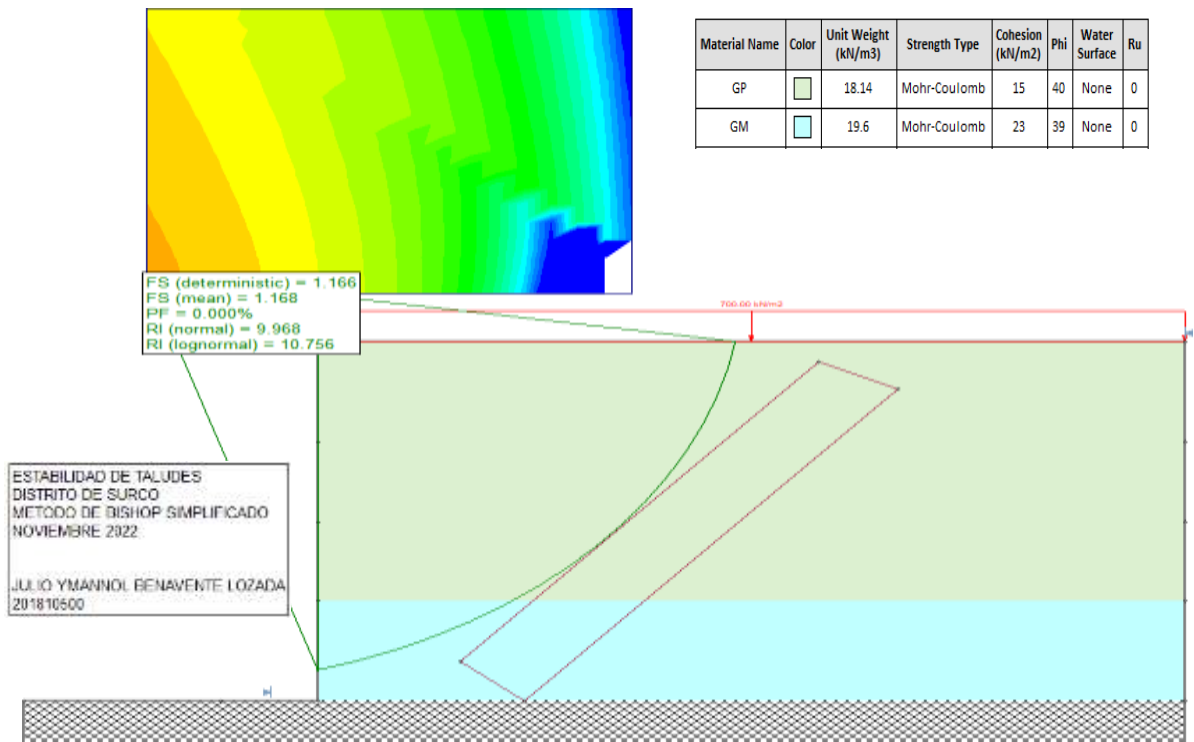 Material Name Color Unit Weight (kN/m3) Strength Type Cohesion (kN/m2) Phi Water Surface Ru
GP 18.14 Mohr-Coulomb 15 40 None 0
GM 19.6 Mohr-Coulomb 23 39 None 0
FS (deterministic) = 1.166
FS (mean) = 1.168
PF = 0.000%
RI (normal) = 9.968
RI (lognormal) = 10.756
700.00 kN/m2
ESTABILIDAD DE TALUDES
DISTRITO DE SURCO
METODO DE BISHOP SIMPLIFICADO
NOVIEMBRE 2022
JULIO YMANNOL BENAVENTE LOZADA
201810500